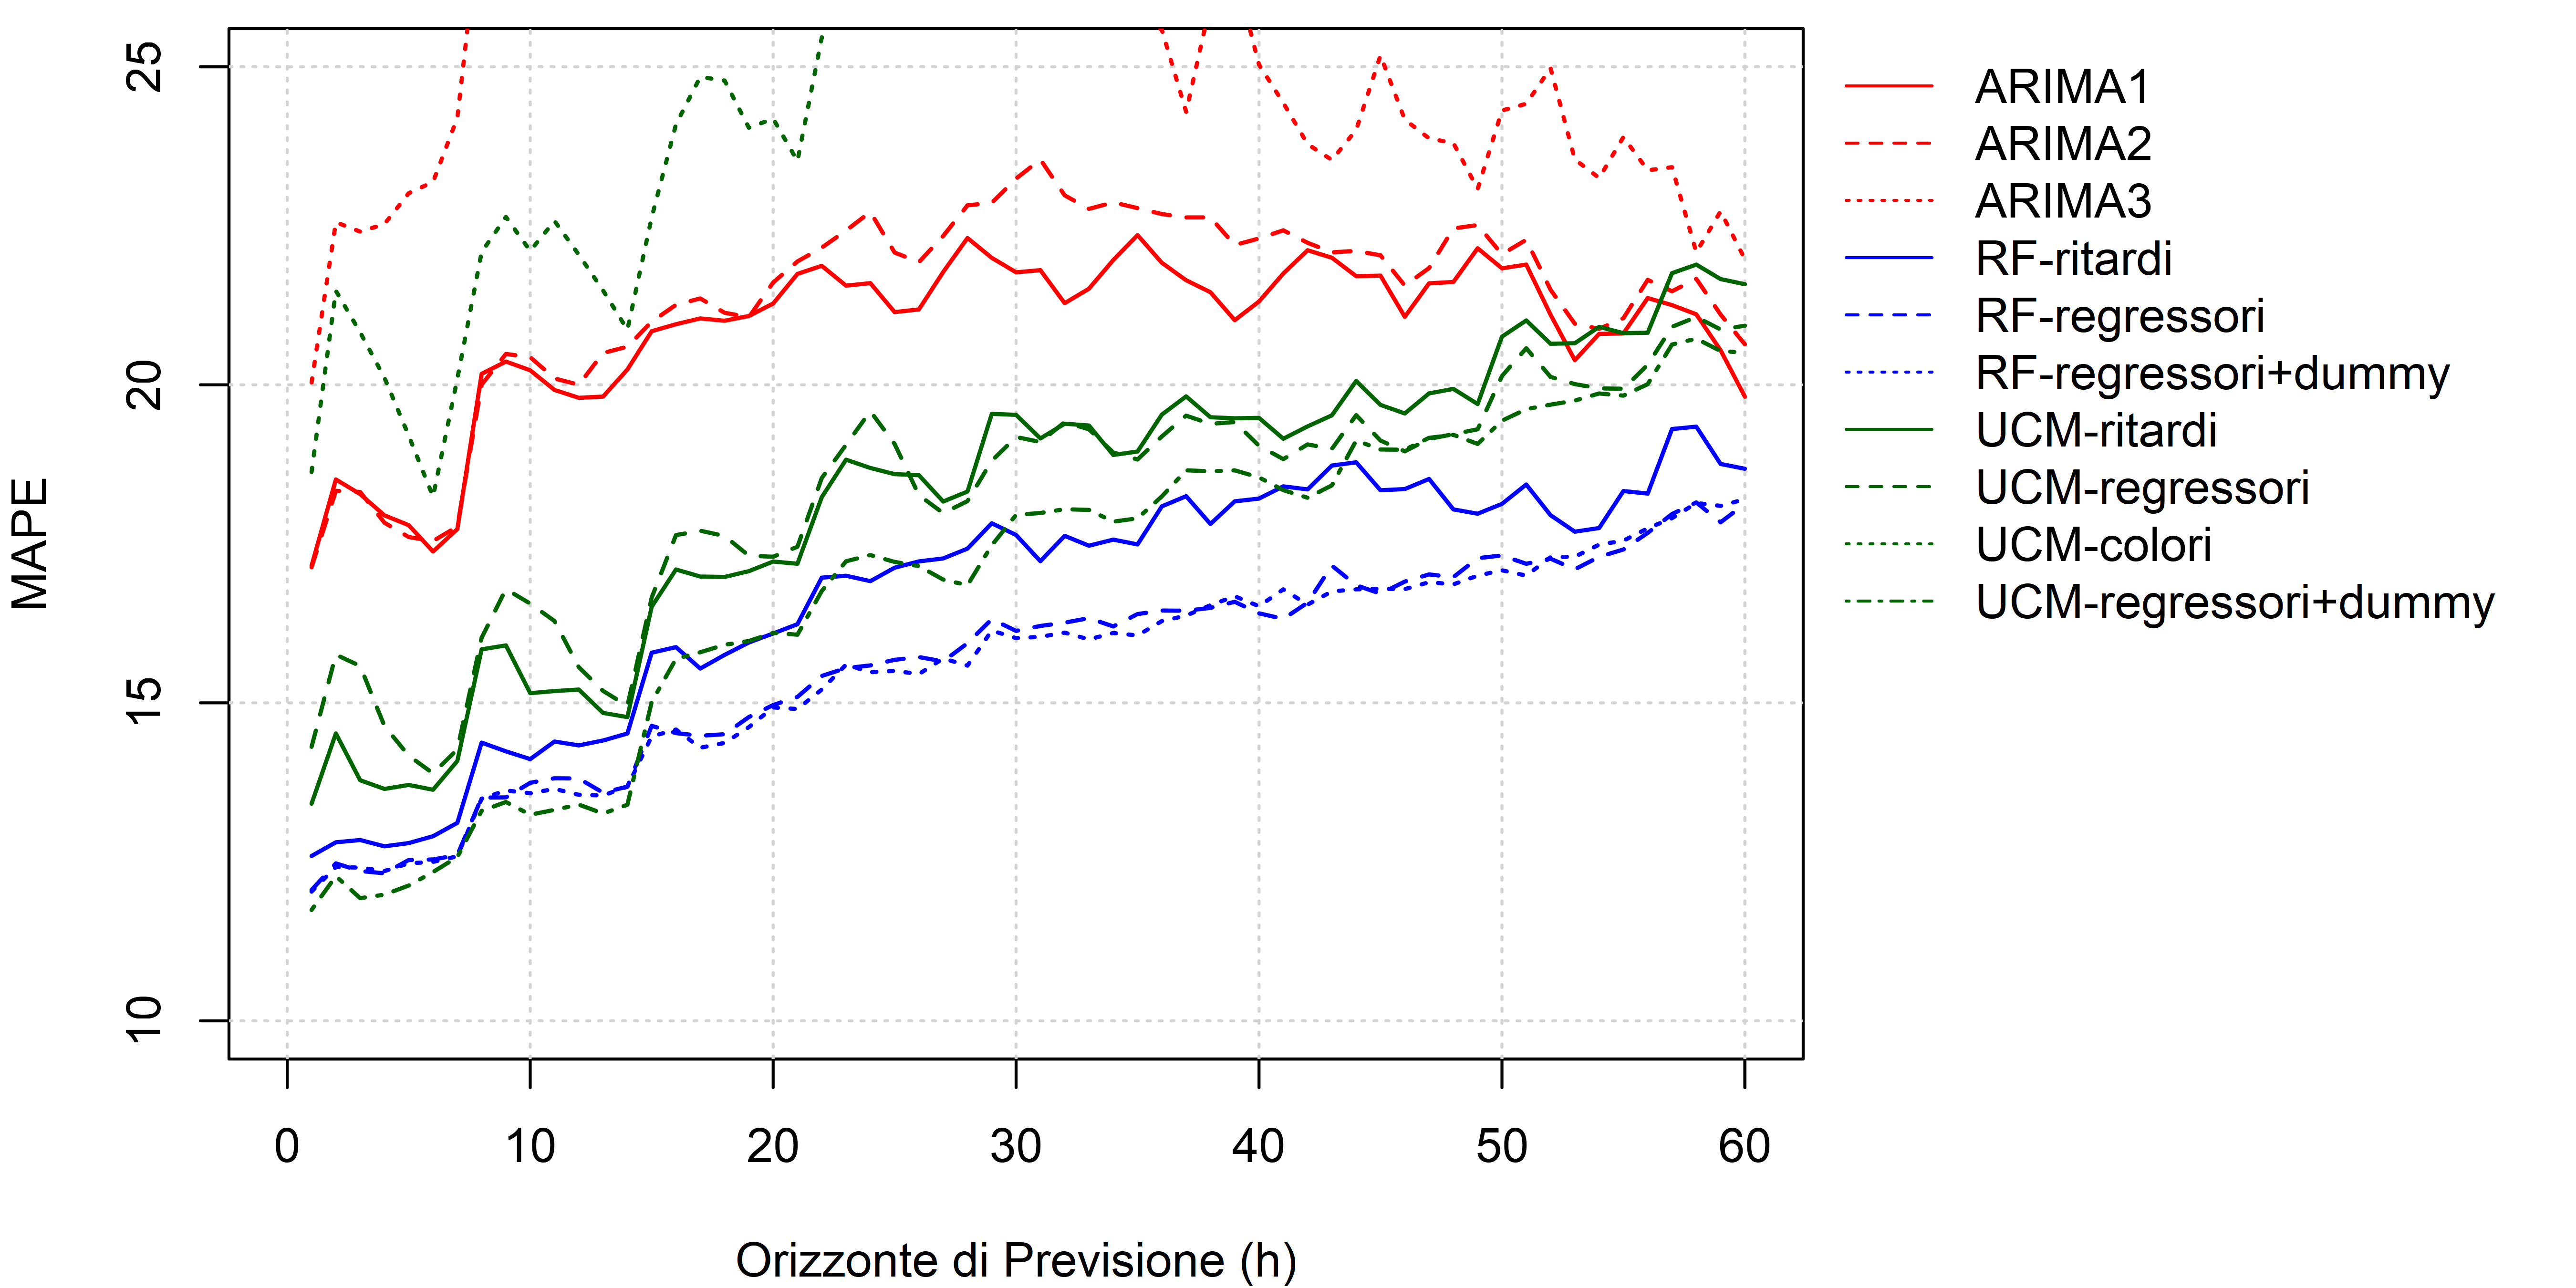 MAPE
25
20
15
10
0 10 20 30 40 50 60
Orizzonte di Previsione (h)
ARIMA1
ARIMA2
ARIMA3
RF-ritardi
RF-regressori
RF-regressori+dummy
UCM-ritardi
UCM-regressori
UCM-colori
UCM-regressori+dummy